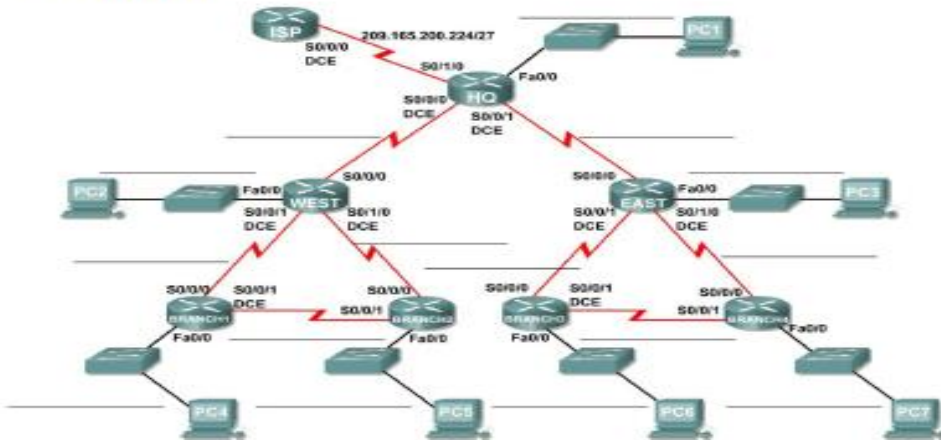 ISP
209.165.200.224/27
PC1
S0/0/0
DCE
S0/1/0
Fa0/0
HQ
S0/0/0
DCE
S0/0/1
DCE
PC2
Fa0/0
S0/0/0
WEST
S0/0/1
DCE
S0/1/0
DCE
S0/0/0
Fa0/0
EAST
S0/0/1
DCE
S0/1/0
DCE
PC3
S0/0/0
S0/0/1
DCE
BRANCH1
Fa0/0
S0/0/0
S0/0/1
BRANCH2
Fa0/0
S0/0/0
S0/0/1
DCE
BRANCH3
Fa0/0
S0/0/0
S0/0/1
BRANCH4
Fa0/0
PC4
PC5
PC6
PC7